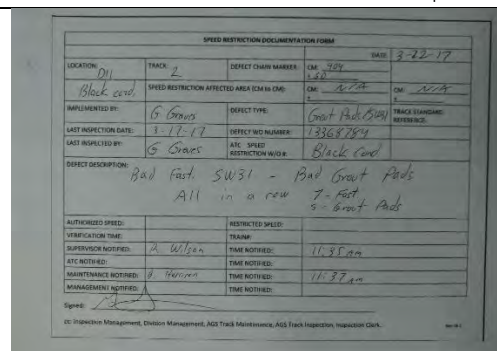 SPEED RESTRICTION DOCUMENTATION FORM
DATE 3-22-17
LOCATION: D11 TRACK: 2 DEFECT CHAIN MARKER: CM: 904
+50
Black card, SPEED RESTRICTION AFFECTED AREA (CM to CM): CM: N/A CM: N/A
IMPLEMENTED BY: G Graves DEFECT TYPE: Grout Pads/SW31 TRACK STANDARD REFERENCE:
LAST INSPECTION DATE: 3-17-17 DEFECT WO NUMBER: 13368784
LAST INSPECTED BY: G Graves ATC SPEED RESTRICTION W/O #: Black Card
DEFECT DESCRIPTION:
Bad Fast. SW31 - Bad Grout Pads
All in a row 7 - Fast.
5 - Grout Pads
AUTHORIZED SPEED: RESTRICTED SPEED:
VERIFICATION TIME: TRAIN#:
SUPERVISOR NOTIFIED: Wilson TIME NOTIFIED: 11:35 Am
ATC NOTIFIED: TIME NOTIFIED:
MAINTENANCE NOTIFIED: TIME NOTIFIED: 11:37 Am
MANAGEMENT NOTIFIED: TIME NOTIFIED:
Signed:
cc: Inspection Management, Division Management, AGS Track Maintenance, AGS Track Inspection, Inspection Clerk.